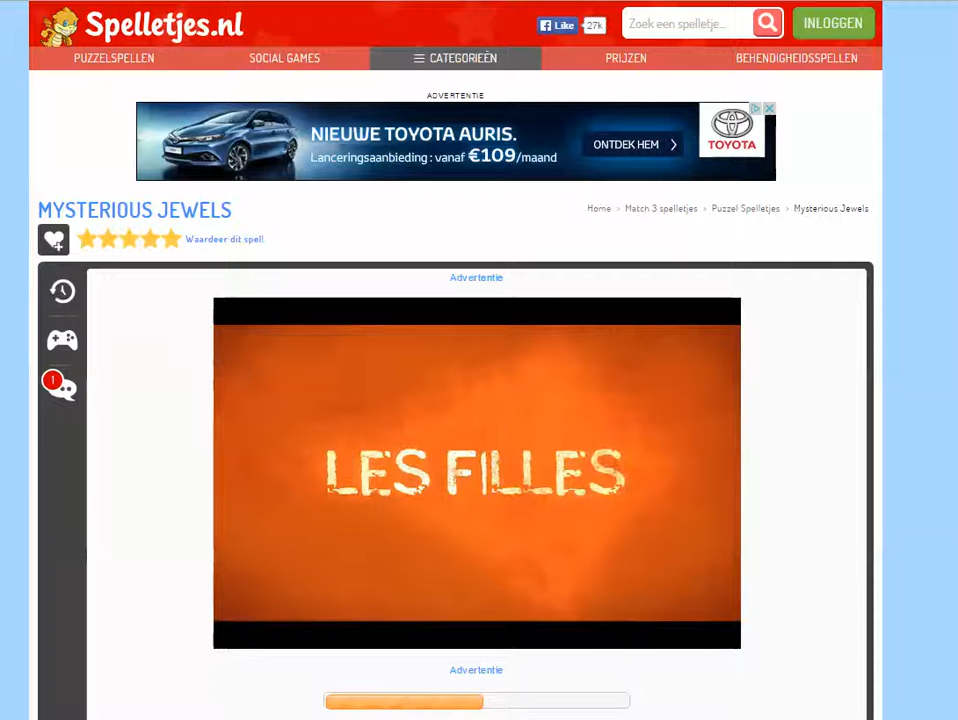 Spelletjes.nl
Like
27k
Zoek een spelletje...
INLOGGEN
PUZZELSPELLEN
SOCIAL GAMES
CATEGORIEËN
PRIJZEN
BEHENDIGHEIDSSPELLEN
ADVERTENTIE
NIEUWE TOYOTA AURIS.
Lanceringsaanbieding: vanaf €109/maand
ONTDEK HEM
TOYOTA
MYSTERIOUS JEWELS
Home > Match 3 spelletjes > Puzzel Spelletjes > Mysterious Jewels
Waardeer dit spel!
Advertentie
1
LES FILLES
Advertentie